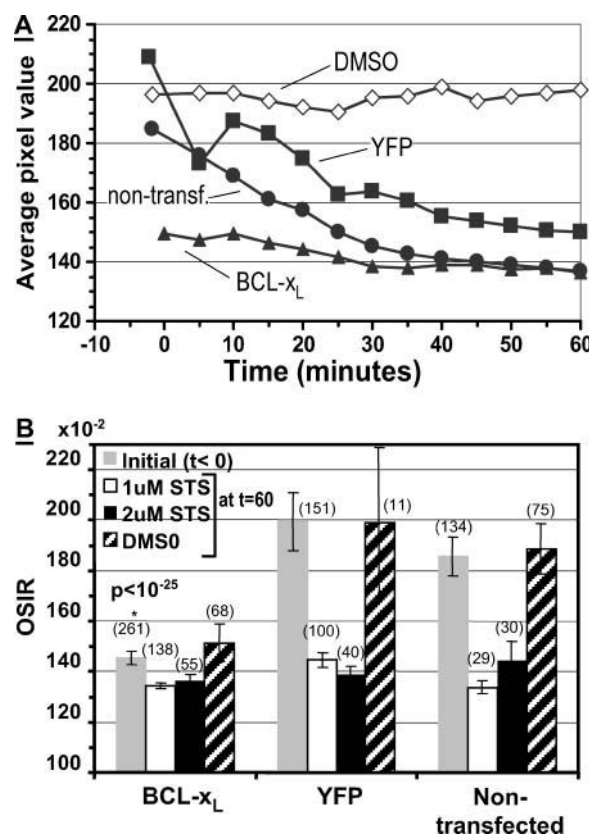 A
Average pixel value
220
200
180
160
140
120
DMSO
YFP
non-transf.
BCL-xL
-10 0 10 20 30 40 50 60
Time (minutes)
B
x10-2
OSIR
220
200
180
160
140
120
100
Initial (t< 0)
1uM STS
2uM STS
DMS0
at t=60
p<10-25
*
(261)
(138)
(55)
(68)
(151)
(100)
(40)
(11)
(134)
(29)
(30)
(75)
BCL-xL
YFP
Non-
transfected